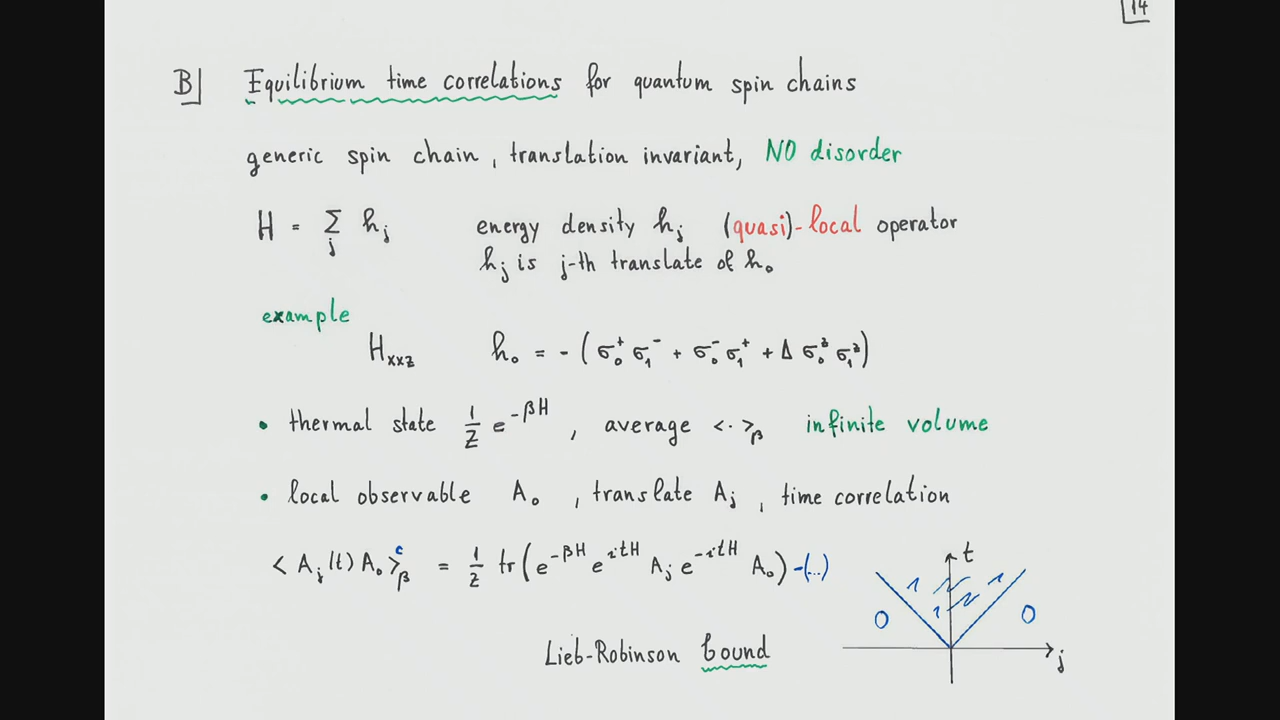 14
B] Equilibrium time correlations for quantum spin chains
generic spin chain, translation invariant, NO disorder
H = Σ_j h_j energy density h_j (quasi)-local operator
h_j is j-th translate of h_0
example
H_xxz h_0 = -(σ_0^+ σ_1^- + σ_0^- σ_1^+ + Δ σ_0^z σ_1^z)
• thermal state 1/Z e^{-βH}, average <·>_β infinite volume
• local observable A_0, translate A_j, time correlation
<A_j(t) A_0>_β^c = 1/Z tr(e^{-βH} e^{itH} A_j e^{-itH} A_0) -(...)
t
0 0
j
Lieb-Robinson bound